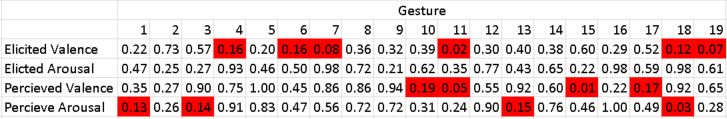 Gesture
1 2 3 4 5 6 7 8 9 10 11 12 13 14 15 16 17 18 19
Elicited Valence 0.22 0.73 0.57 0.16 0.20 0.16 0.08 0.36 0.32 0.39 0.02 0.30 0.40 0.38 0.60 0.29 0.52 0.12 0.07
Elicted Arousal 0.47 0.25 0.27 0.93 0.46 0.50 0.98 0.72 0.21 0.62 0.35 0.77 0.43 0.65 0.22 0.98 0.59 0.98 0.61
Percieved Valence 0.35 0.27 0.90 0.75 1.00 0.45 0.86 0.86 0.94 0.19 0.05 0.55 0.92 0.60 0.01 0.22 0.17 0.92 0.65
Percieve Arousal 0.13 0.26 0.14 0.91 0.83 0.47 0.56 0.72 0.72 0.31 0.24 0.90 0.15 0.76 0.46 1.00 0.49 0.03 0.28